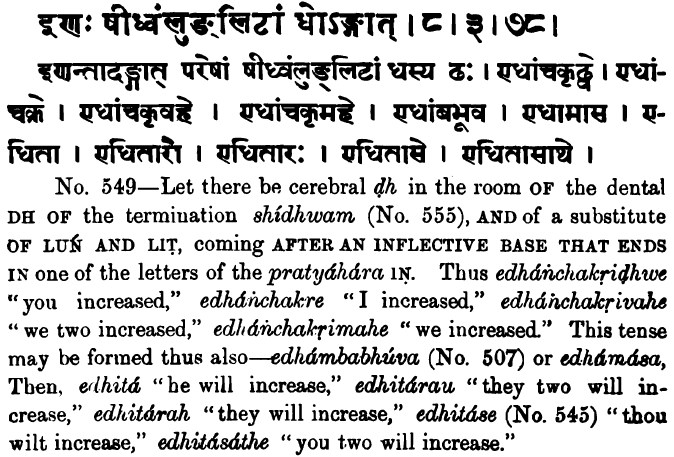 इणः षीध्वंलुङ्लिटां धोऽङ्गात् । ८ । ३ । ७८ ।
इणन्तादङ्गात् परेषां षीध्वंलुङ्लिटां धस्य ढः । एधांचकृढ्वे । एधां-
चक्रे । एधांचकृवहे । एधांचकृमहे । एधांबभूव । एधामास । ए-
धिता । एधितारौ । एधितारः । एधितासे । एधितासाथे ।
No. 549—Let there be cerebral ḍh in the room OF the dental
DH OF the termination shídhwam (No. 555), AND of a substitute
OF LUṄ AND LIṬ, coming AFTER AN INFLECTIVE BASE THAT ENDS
IN one of the letters of the pratyáhára IṆ. Thus edháṅchakṛiḍhwe
"you increased," edháṅchakre "I increased," edháṅchakṛivahe
"we two increased," edháṅchakṛimahe "we increased." This tense
may be formed thus also—edhámbabhúva (No. 507) or edhámása,
Then, edhitá "he will increase," edhitárau "they two will in-
crease," edhitárah "they will increase," edhitáse (No. 545) "thou
wilt increase," edhitásáthe "you two will increase."